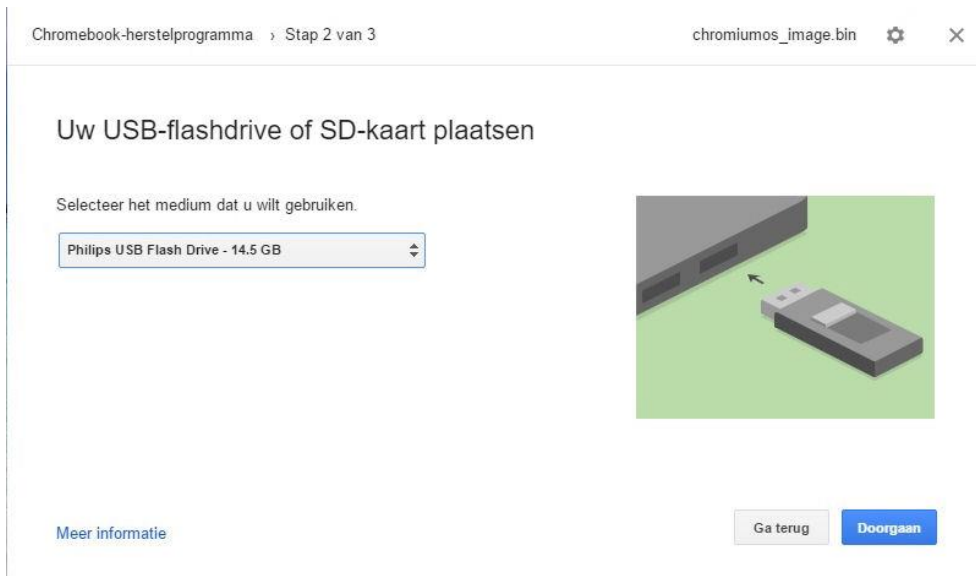 Chromebook-herstelprogramma › Stap 2 van 3 chromiumos_image.bin
Uw USB-flashdrive of SD-kaart plaatsen
Selecteer het medium dat u wilt gebruiken.
Philips USB Flash Drive - 14.5 GB
Meer informatie Ga terug Doorgaan